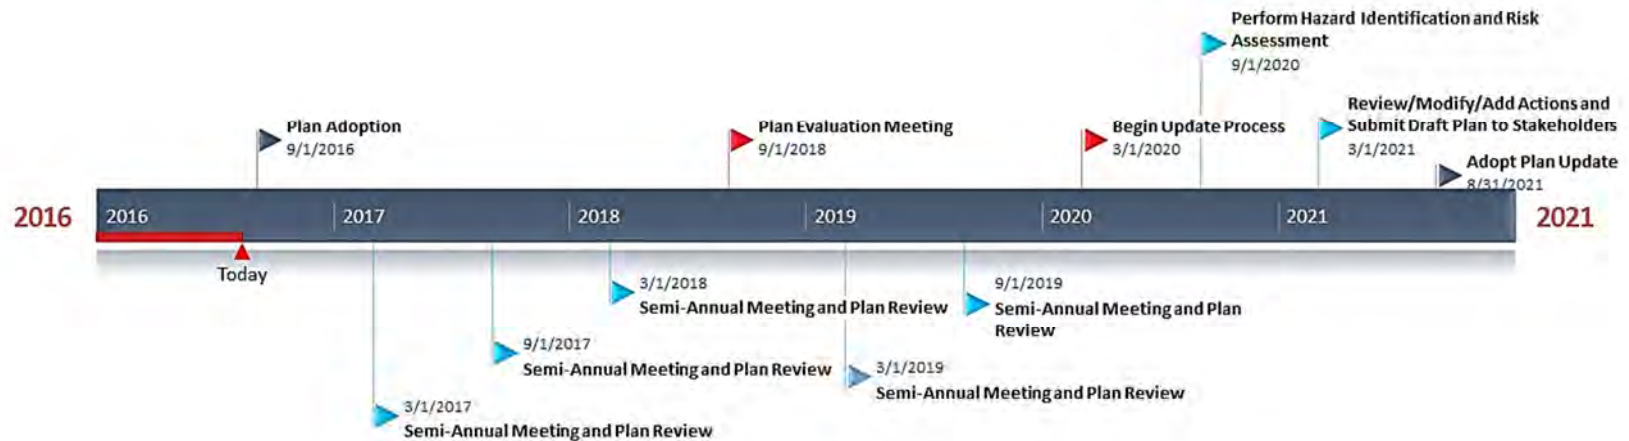 Perform Hazard Identification and Risk
Assessment
9/1/2020
Review/Modify/Add Actions and
Submit Draft Plan to Stakeholders
3/1/2021
Plan Adoption
9/1/2016
Plan Evaluation Meeting
9/1/2018
Begin Update Process
3/1/2020
Adopt Plan Update
8/31/2021
2016
2016
2017
2018
2019
2020
2021
2021
Today
3/1/2018
Semi-Annual Meeting and Plan Review
9/1/2019
Semi-Annual Meeting and Plan
Review
9/1/2017
Semi-Annual Meeting and Plan Review
3/1/2019
Semi-Annual Meeting and Plan Review
3/1/2017
Semi-Annual Meeting and Plan Review